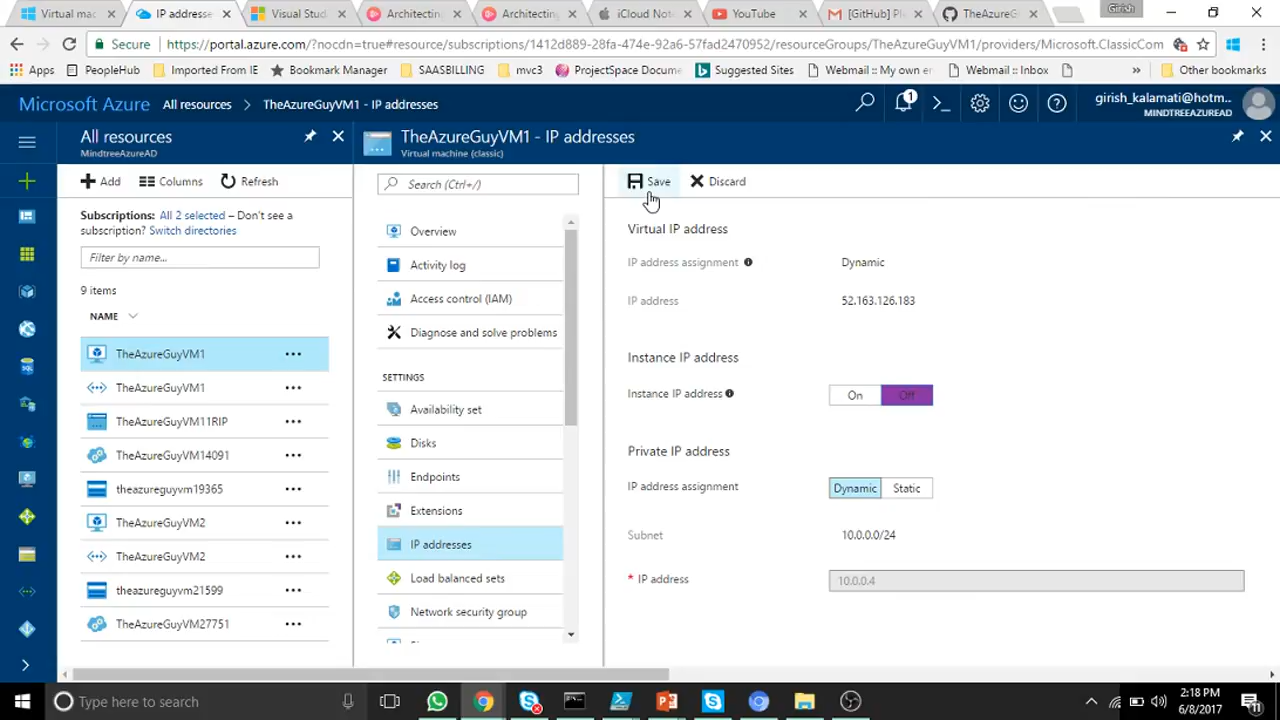 Virtual mac
IP addresse
Visual Stud
Architectin
Architectin
iCloud Not
YouTube
[GitHub] Pl
TheAzureG
Girish
Secure
https://portal.azure.com/?nocdn=true#resource/subscriptions/1412d889-28fa-474e-92a6-57fad2470952/resourceGroups/TheAzureGuyVM1/providers/Microsoft.ClassicCom
Apps
PeopleHub
Imported From IE
Bookmark Manager
SAASBILLING
mvc3
ProjectSpace Docume
Suggested Sites
Webmail :: My own e
Webmail :: Inbox
»
Other bookmarks
Microsoft Azure
All resources
TheAzureGuyVM1 - IP addresses
1
girish_kalamati@hotm...
MINDTREEAZUREAD
All resources
MindtreeAzureAD
Add
Columns
Refresh
Subscriptions: All 2 selected – Don't see a
subscription? Switch directories
Filter by name...
9 items
NAME
TheAzureGuyVM1
TheAzureGuyVM1
TheAzureGuyVM11RIP
TheAzureGuyVM14091
theazureguyvm19365
TheAzureGuyVM2
TheAzureGuyVM2
theazureguyvm21599
TheAzureGuyVM27751
TheAzureGuyVM1 - IP addresses
Virtual machine (classic)
Search (Ctrl+/)
Overview
Activity log
Access control (IAM)
Diagnose and solve problems
SETTINGS
Availability set
Disks
Endpoints
Extensions
IP addresses
Load balanced sets
Network security group
Save
Discard
Virtual IP address
IP address assignment
Dynamic
IP address
52.163.126.183
Instance IP address
Instance IP address
On
Off
Private IP address
IP address assignment
Dynamic
Static
Subnet
10.0.0.0/24
* IP address
10.0.0.4
Type here to search
2:18 PM
6/8/2017